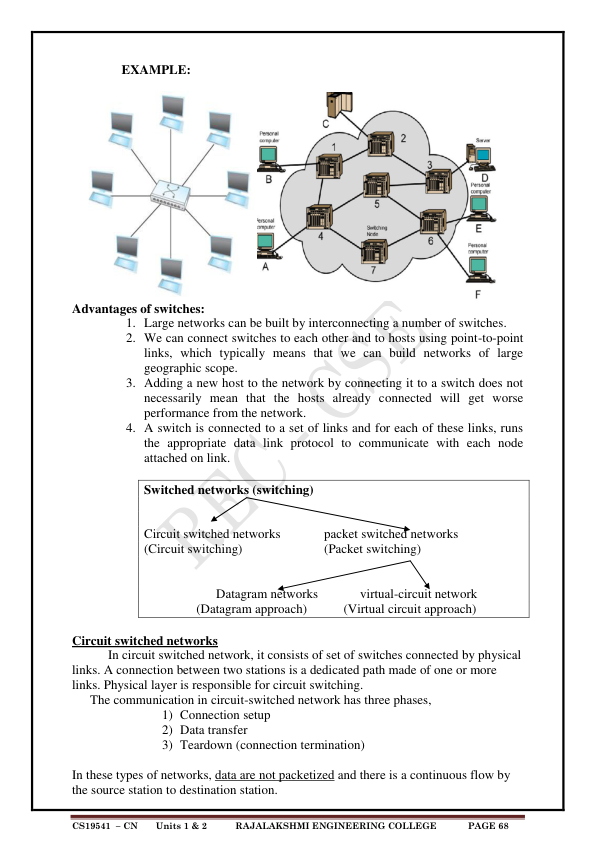 EXAMPLE:
C
Personal
computer
B
1
2
3
Server
D
5
Personal
computer
E
Personal
computer
A
4
Switching
Node
7
6
Personal
computer
F
REC - CSE
Advantages of switches:
1. Large networks can be built by interconnecting a number of switches.
2. We can connect switches to each other and to hosts using point-to-point
links, which typically means that we can build networks of large
geographic scope.
3. Adding a new host to the network by connecting it to a switch does not
necessarily mean that the hosts already connected will get worse
performance from the network.
4. A switch is connected to a set of links and for each of these links, runs
the appropriate data link protocol to communicate with each node
attached on link.
Switched networks (switching)
Circuit switched networks packet switched networks
(Circuit switching) (Packet switching)
Datagram networks virtual-circuit network
(Datagram approach) (Virtual circuit approach)
Circuit switched networks
In circuit switched network, it consists of set of switches connected by physical
links. A connection between two stations is a dedicated path made of one or more
links. Physical layer is responsible for circuit switching.
The communication in circuit-switched network has three phases,
1) Connection setup
2) Data transfer
3) Teardown (connection termination)
In these types of networks, data are not packetized and there is a continuous flow by
the source station to destination station.
CS19541 – CN Units 1 & 2 RAJALAKSHMI ENGINEERING COLLEGE PAGE 68